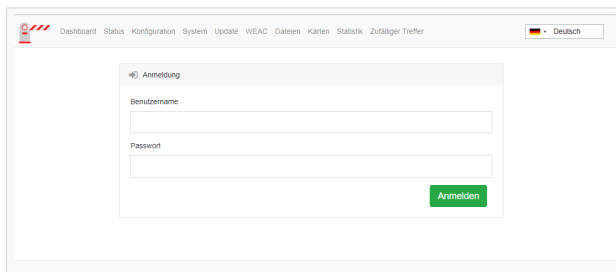 Dashboard Status Konfiguration System Update WEAC Dateien Karten Statistik Zufälliger Treffer Deutsch
Anmeldung
Benutzername
Passwort
Anmelden